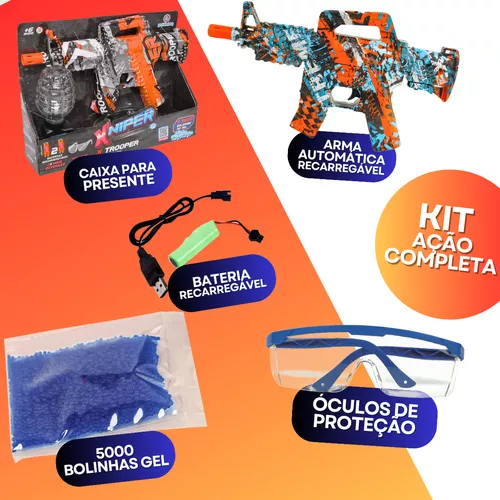 XNIPER
X-TROOPER
CAIXA PARA
PRESENTE
ARMA
AUTOMÁTICA
RECARREGÁVEL
KIT
AÇÃO
COMPLETA
BATERIA
RECARREGÁVEL
5000
BOLINHAS GEL
ÓCULOS DE
PROTEÇÃO